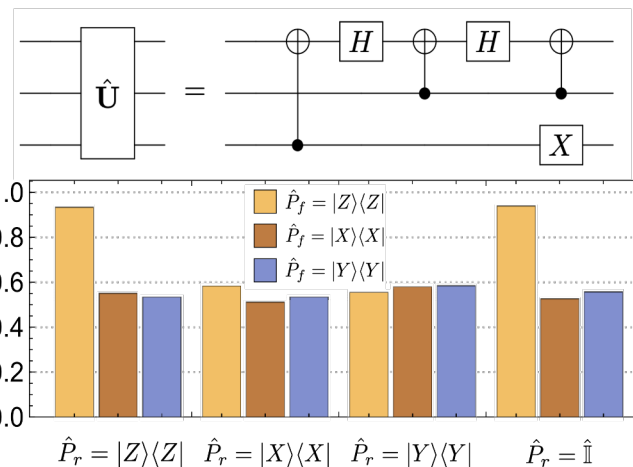 H H
Û =
X
.0
P̂_f = |Z⟩⟨Z|
0.8
P̂_f = |X⟩⟨X|
P̂_f = |Y⟩⟨Y|
0.6
0.4
0.2
0.0
P̂_r = |Z⟩⟨Z| P̂_r = |X⟩⟨X| P̂_r = |Y⟩⟨Y| P̂_r = 𝕀̂